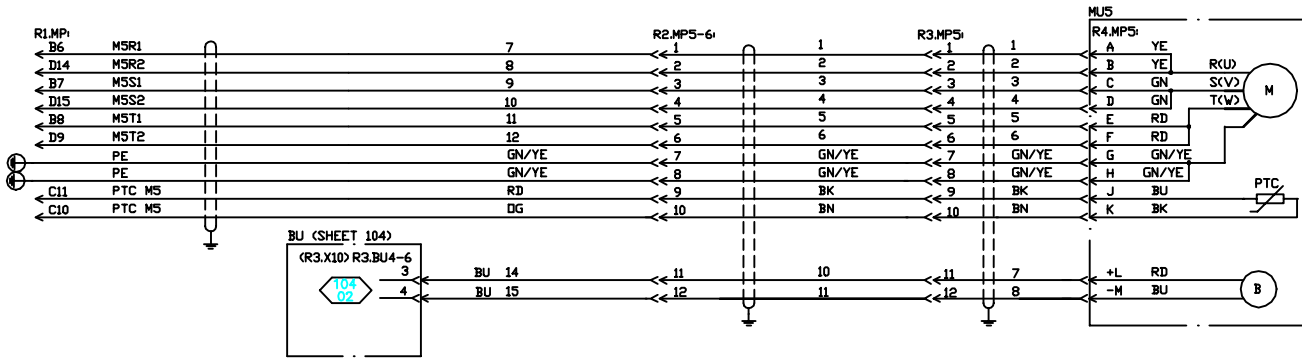 MU5
R1.MP: R2.MP5-6: R3.MP5: R4.MP5:
B6 M5R1 7 1 1 1 1 A YE
D14 M5R2 8 2 2 2 2 B YE R(U)
B7 M5S1 9 3 3 3 3 C GN S(V) M
D15 M5S2 10 4 4 4 4 D GN T(W)
B8 M5T1 11 5 5 5 5 E RD
D9 M5T2 12 6 6 6 6 F RD
PE GN/YE 7 GN/YE 7 GN/YE G GN/YE
PE GN/YE 8 GN/YE 8 GN/YE H GN/YE
C11 PTC M5 RD 9 BK 9 BK J BU PTC
C10 PTC M5 OG 10 BN 10 BN K BK
BU (SHEET 104)
(R3.X10) R3.BU4-6
3 BU 14 11 10 11 7 +L RD
104
02
B
4 BU 15 12 11 12 8 -M BU